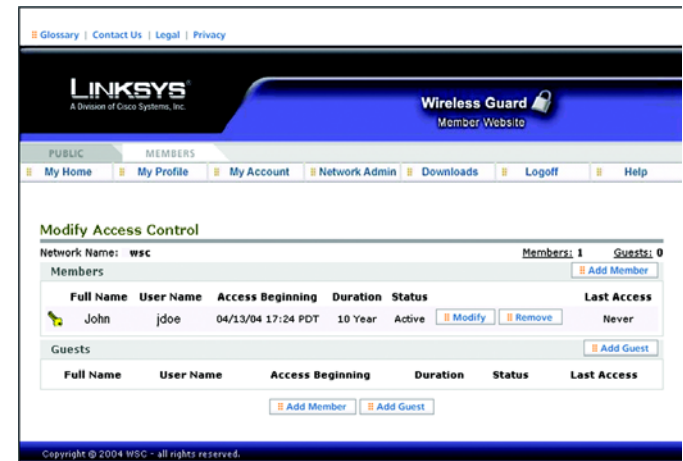 Glossary | Contact Us | Legal | Privacy
LINKSYS®
A Division of Cisco Systems, Inc.
Wireless Guard
Member Website
PUBLIC MEMBERS
My Home My Profile My Account Network Admin Downloads Logoff Help
Modify Access Control
Network Name: wsc Members: 1 Guests: 0
Members Add Member
Full Name User Name Access Beginning Duration Status Last Access
John jdoe 04/13/04 17:24 PDT 10 Year Active Modify Remove Never
Guests Add Guest
Full Name User Name Access Beginning Duration Status Last Access
Add Member Add Guest
Copyright @ 2004 WSC - all rights reserved.